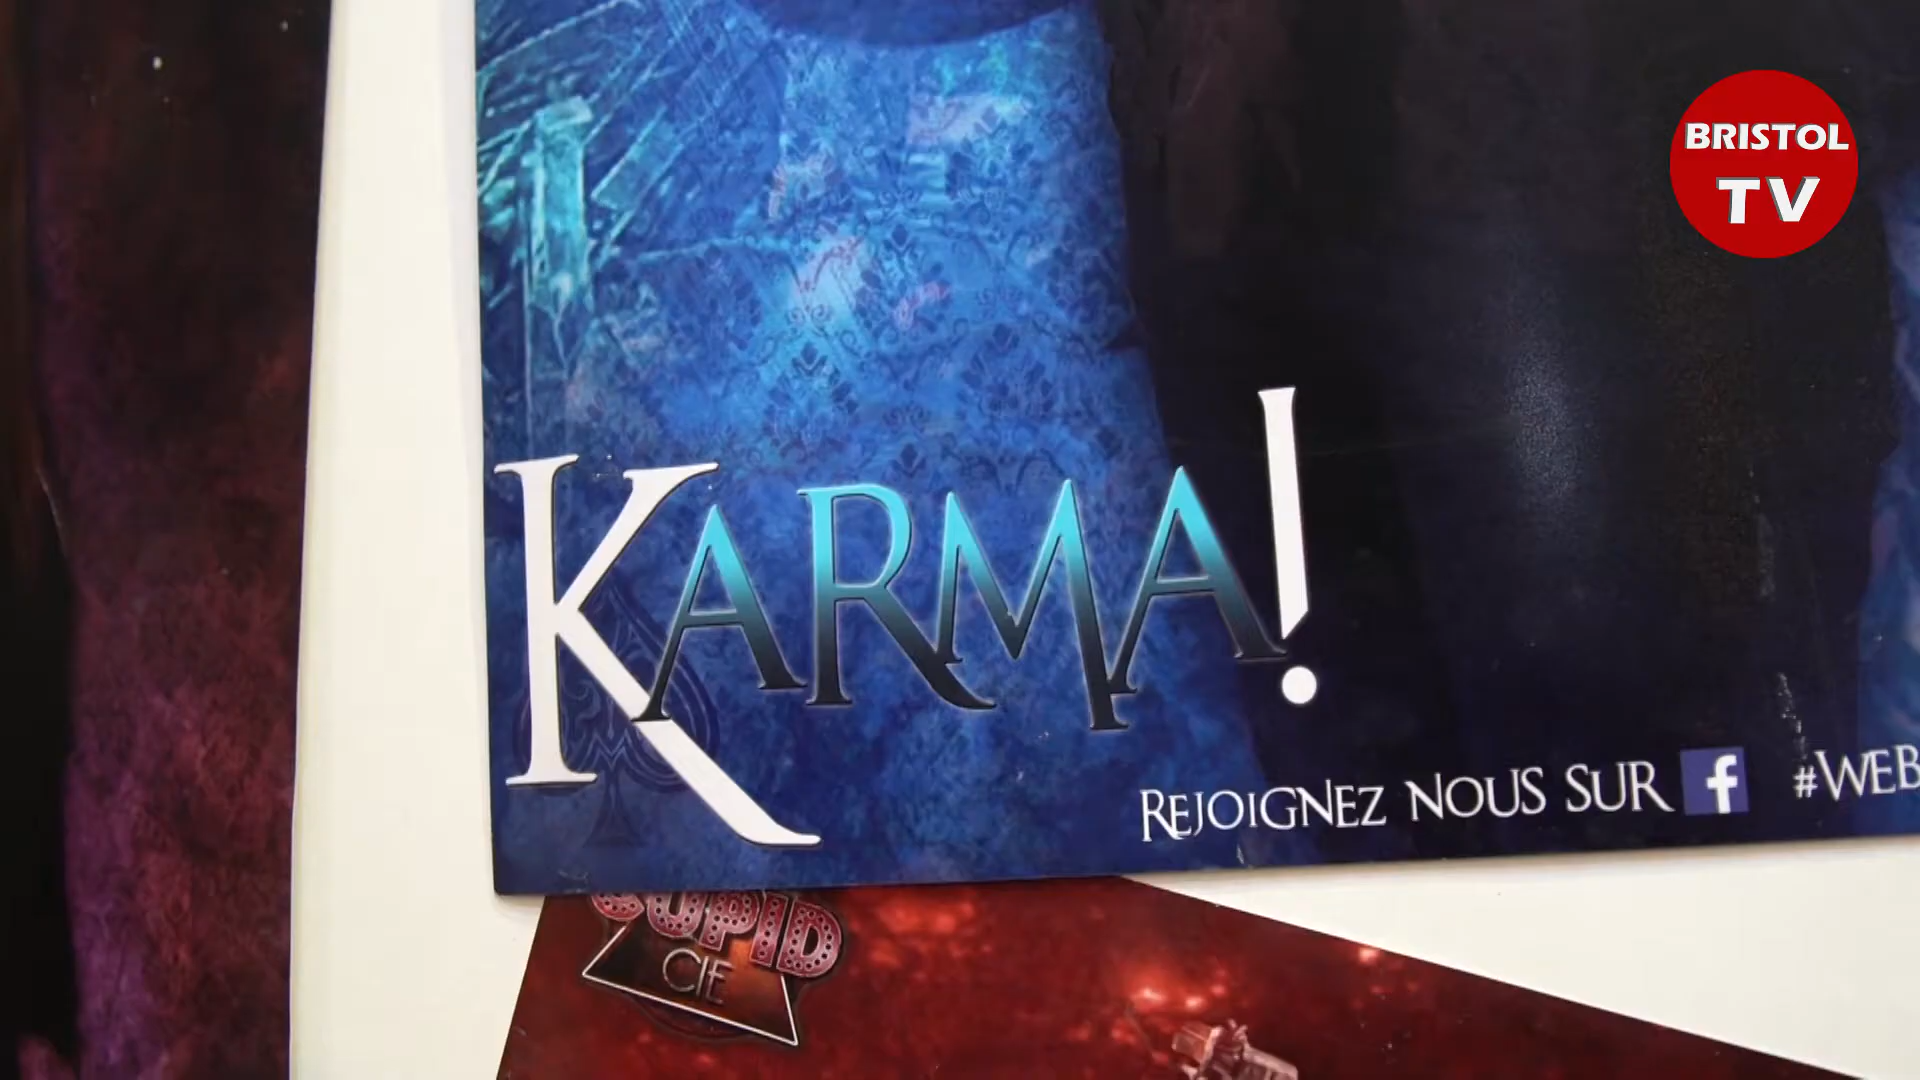 BRISTOL
TV
KARMA!
REJOIGNEZ NOUS SUR f #WEB
CUPID
CIE